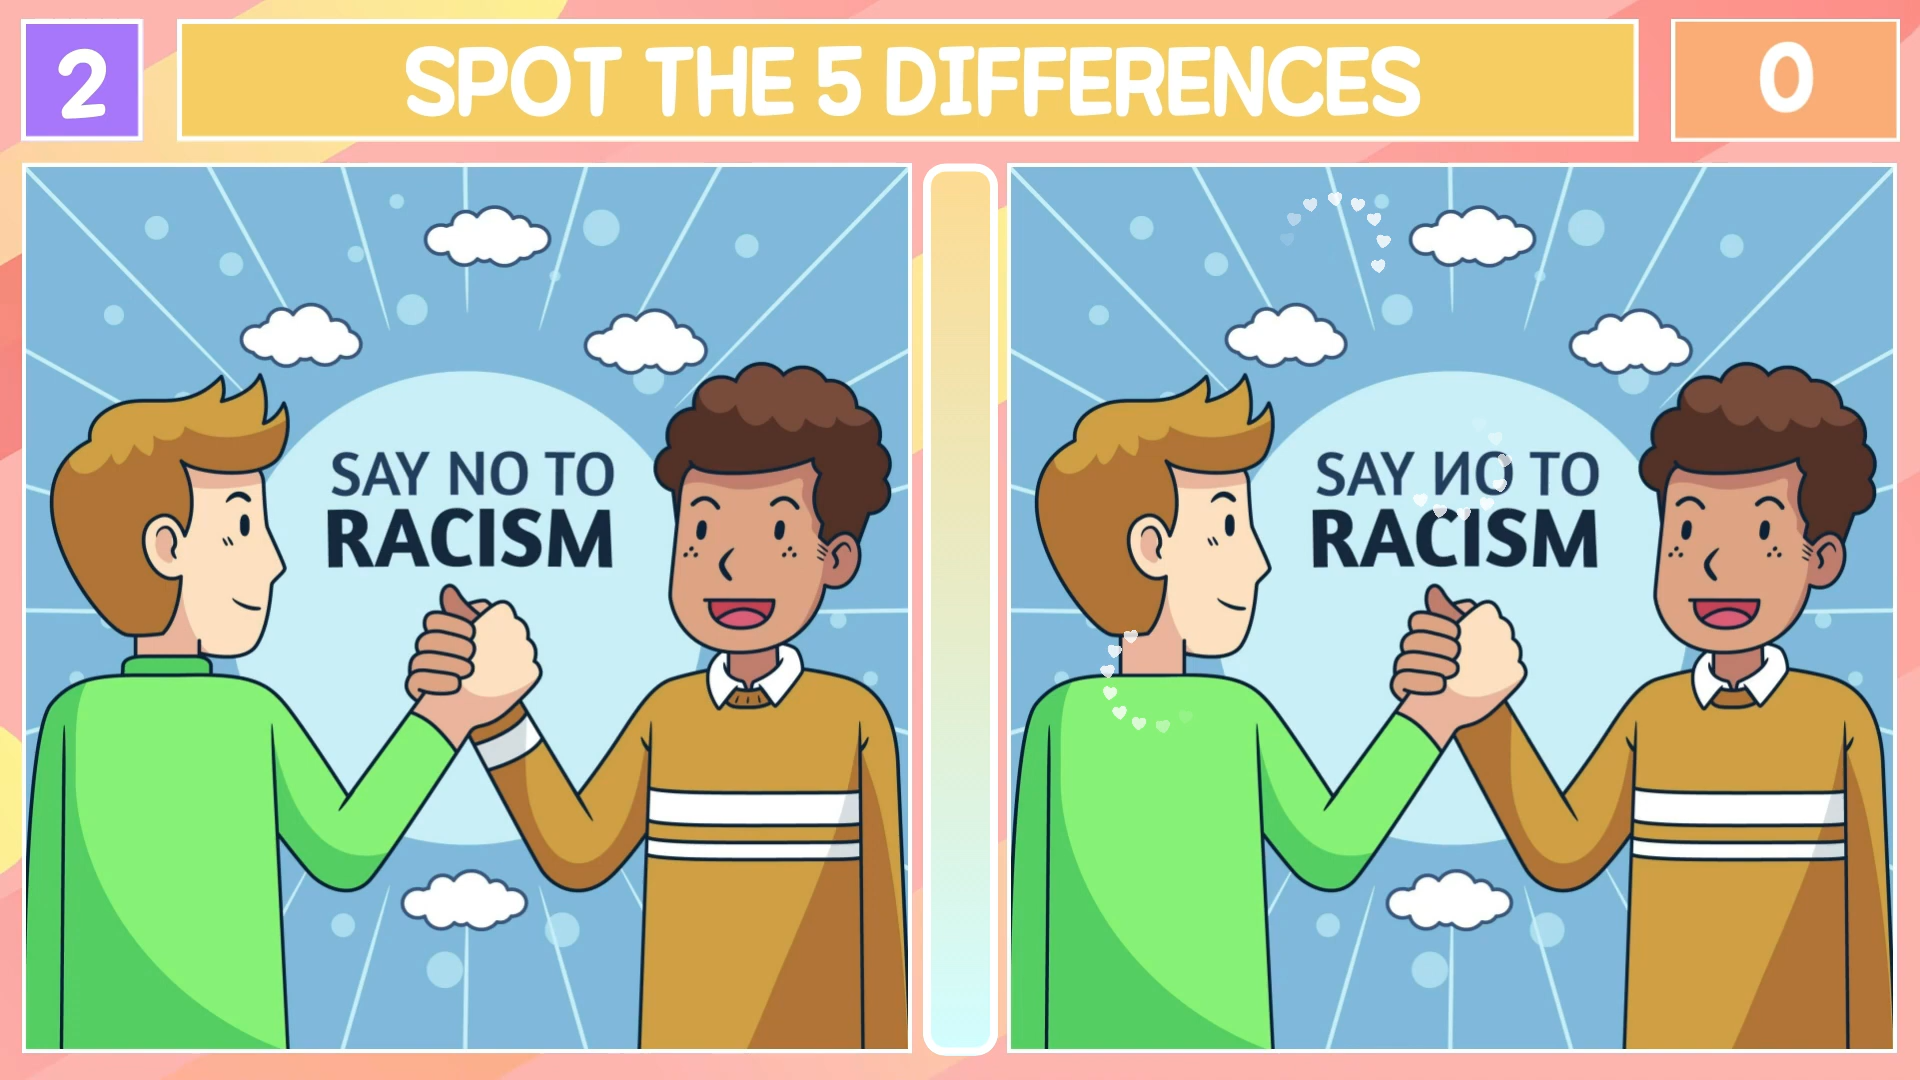 2
SPOT THE 5 DIFFERENCES
0
SAY NO TO
RACISM
SAY ИO TO
RACISM